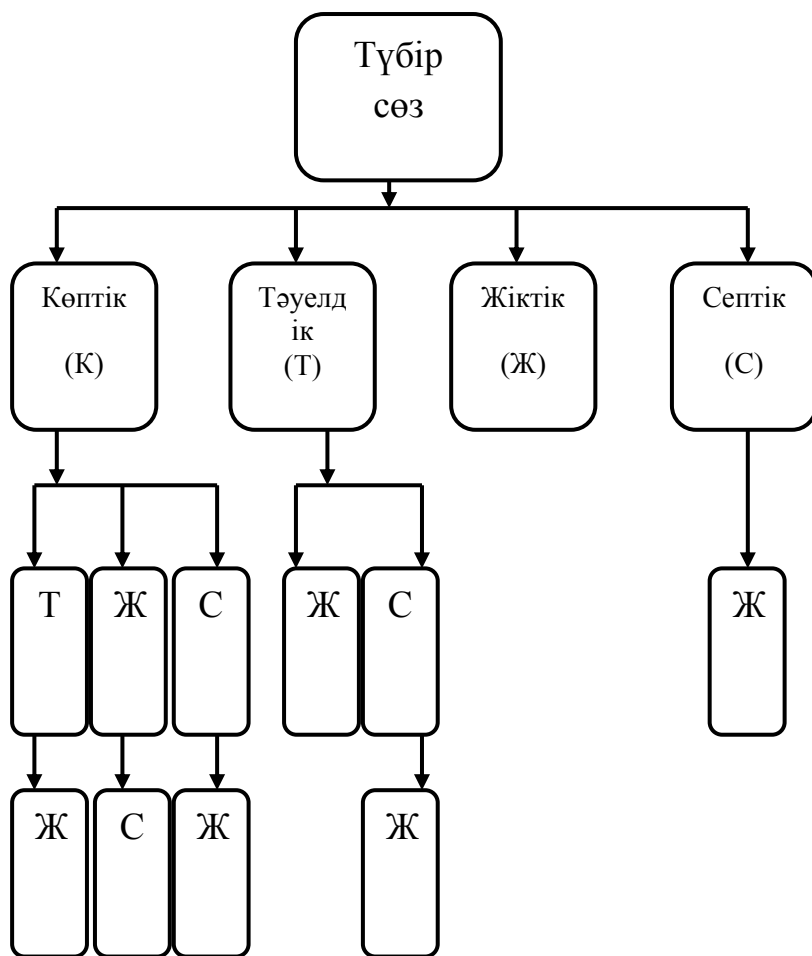 Түбір
сөз
Көптік
(К)
Тәуелд
ік
(Т)
Жіктік
(Ж)
Септік
(С)
Т
Ж
С
Ж
С
Ж
Ж
С
Ж
Ж